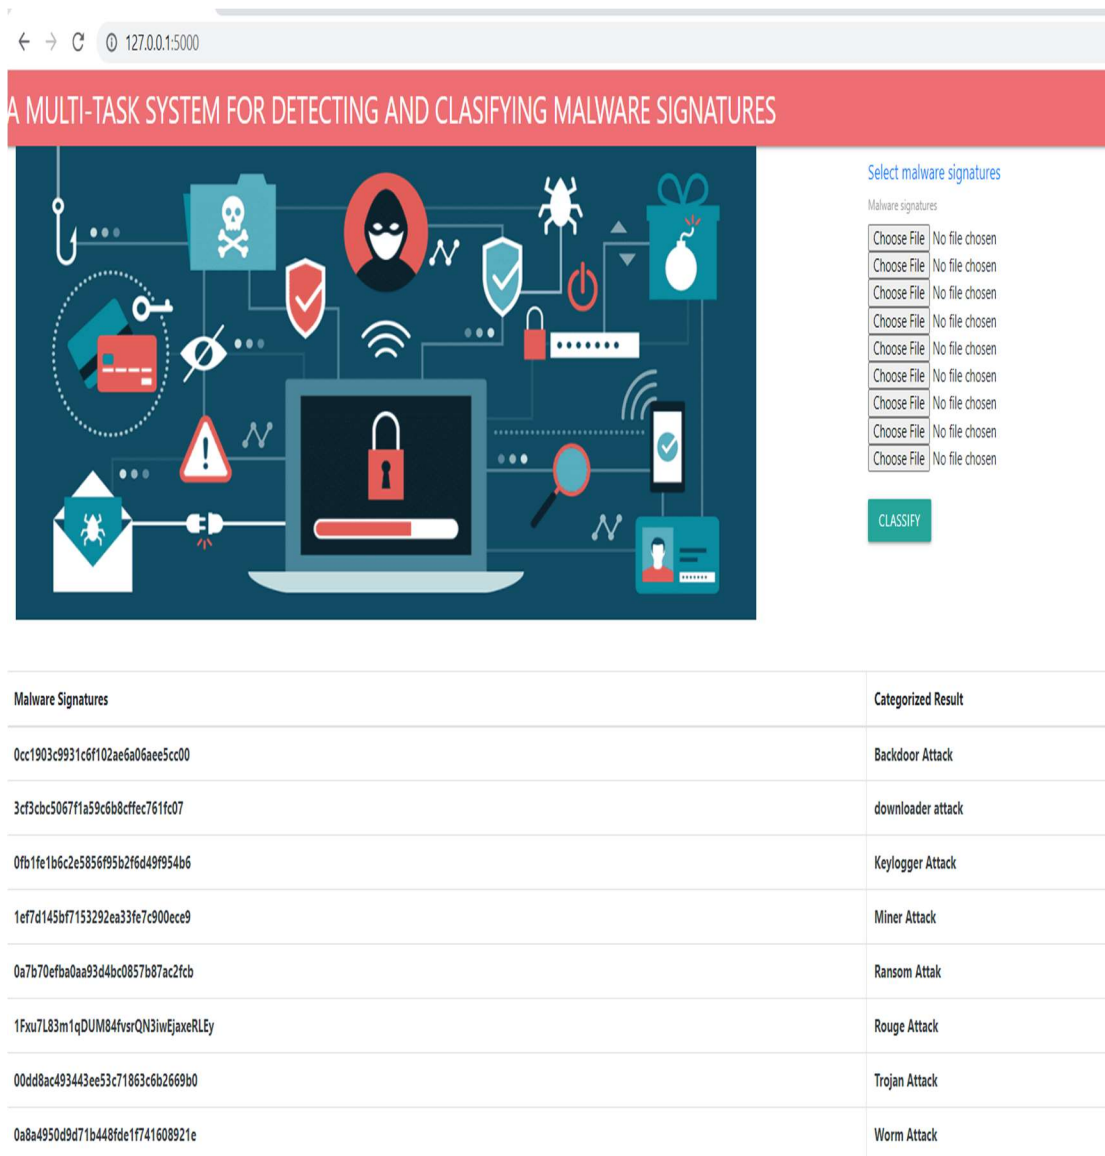 127.0.0.1:5000
A MULTI-TASK SYSTEM FOR DETECTING AND CLASIFYING MALWARE SIGNATURES
Select malware signatures
Malware signatures
Choose File No file chosen
Choose File No file chosen
Choose File No file chosen
Choose File No file chosen
Choose File No file chosen
Choose File No file chosen
Choose File No file chosen
Choose File No file chosen
Choose File No file chosen
CLASSIFY
Malware Signatures Categorized Result
0cc1903c9931c6f102ae6a06aee5cc00 Backdoor Attack
3cf3cbc5067f1a59c6b8cffec761fc07 downloader attack
0fb1fe1b6c2e5856f95b2f6d49f954b6 Keylogger Attack
1ef7d145bf7153292ea33fe7c900ece9 Miner Attack
0a7b70efba0aa93d4bc0857b87ac2fcb Ransom Attak
1Fxu7L83m1qDUM84fvsrQN3iwEjaxeRLEy Rouge Attack
00dd8ac493443ee53c71863c6b2669b0 Trojan Attack
0a8a4950d9d71b448fde1f741608921e Worm Attack